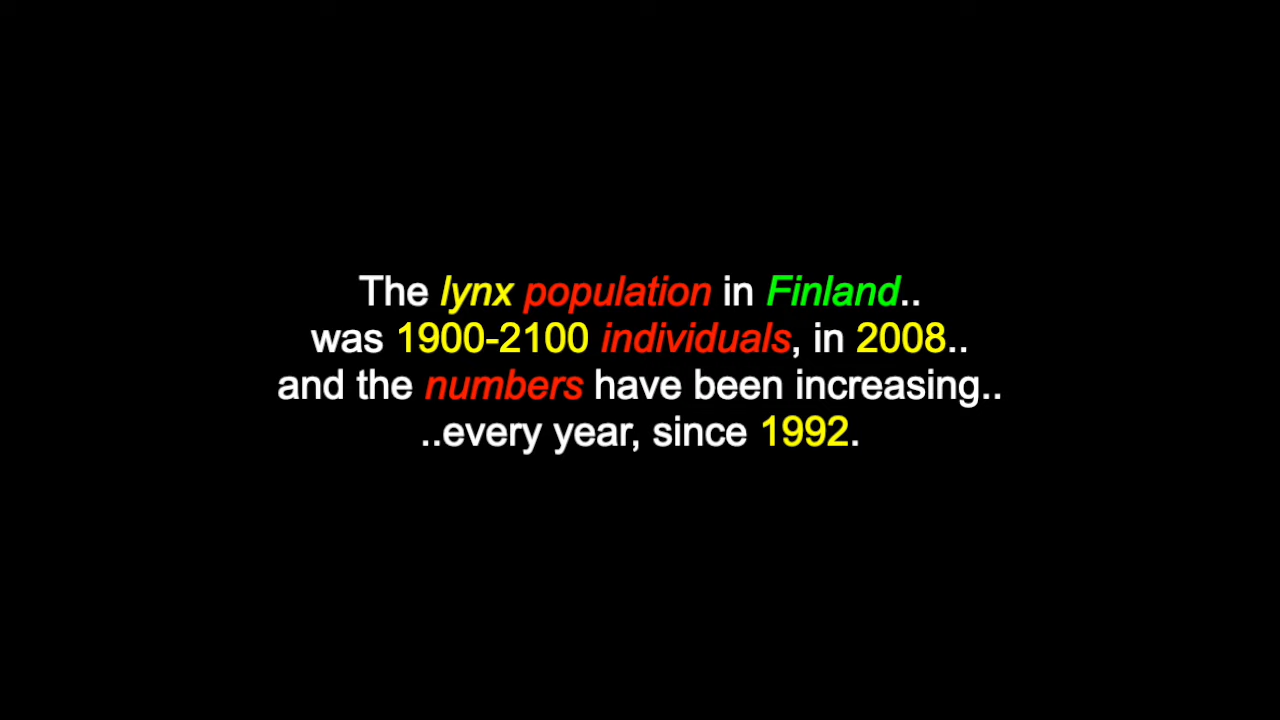 The lynx population in Finland..
was 1900-2100 individuals, in 2008..
and the numbers have been increasing..
..every year, since 1992.